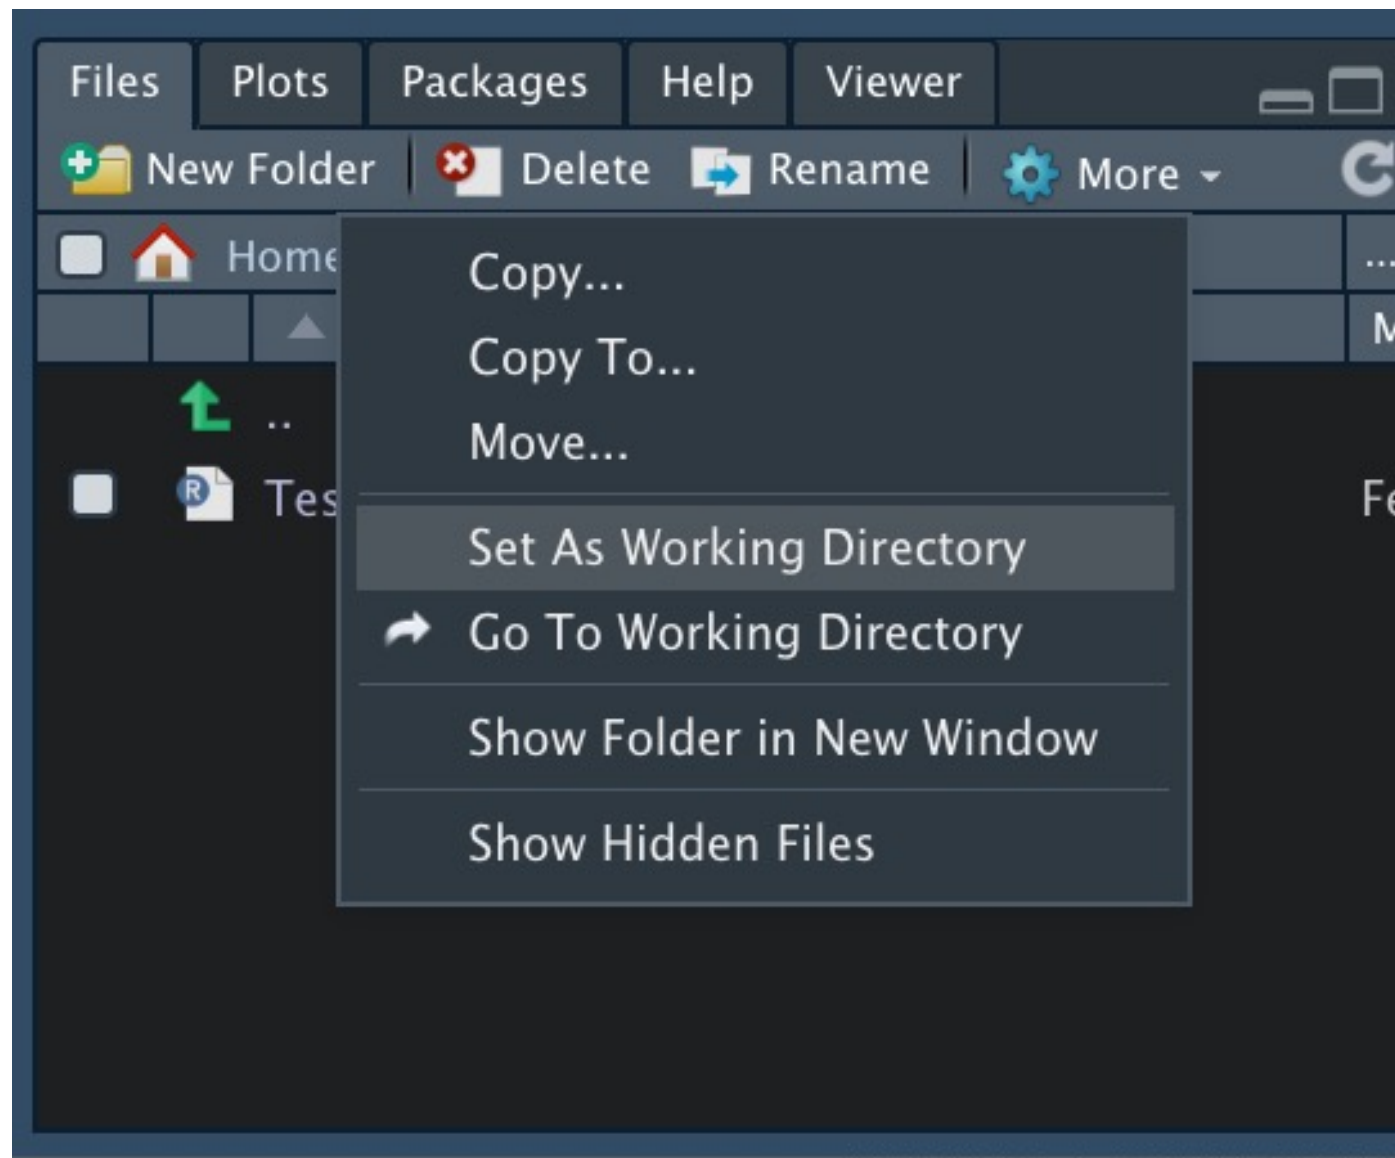 Files Plots Packages Help Viewer
New Folder Delete Rename More
Home ...
Copy...
Copy To...
Move...
..
Set As Working Directory
Go To Working Directory
Show Folder in New Window
Show Hidden Files